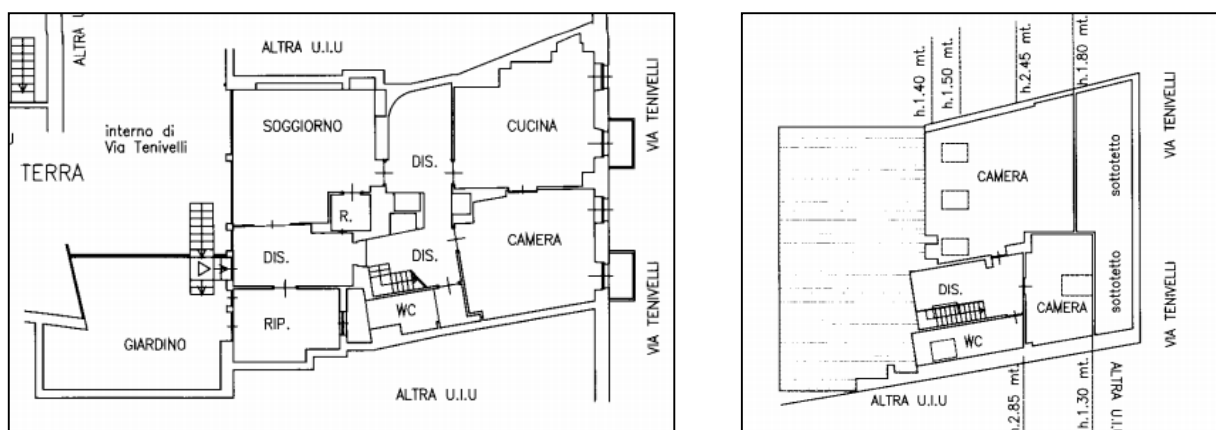 ALTRA U
ALTRA U.I.U
VIA TENIVELLI
interno di
Via Tenivelli
SOGGIORNO
CUCINA
TERRA
DIS.
R.
CAMERA
DIS.
DIS.
WC
RIP.
GIARDINO
VIA TENIVELLI
ALTRA U.I.U
h.1.40 mt.
h.1.50 mt.
h.2.45 mt.
h.1.80 mt.
VIA TENIVELLI
CAMERA
sottotetto
DIS.
CAMERA
sottotetto
VIA TENIVELLI
WC
ALTRA U.I.U
h.2.85 mt.
h.1.30 mt.
ALTRA U.I.